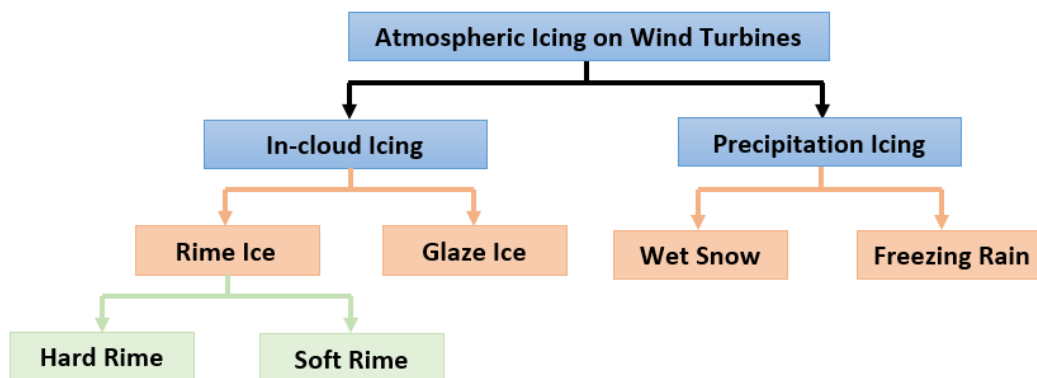 Atmospheric Icing on Wind Turbines
In-cloud Icing
Precipitation Icing
Rime Ice
Glaze Ice
Wet Snow
Freezing Rain
Hard Rime
Soft Rime